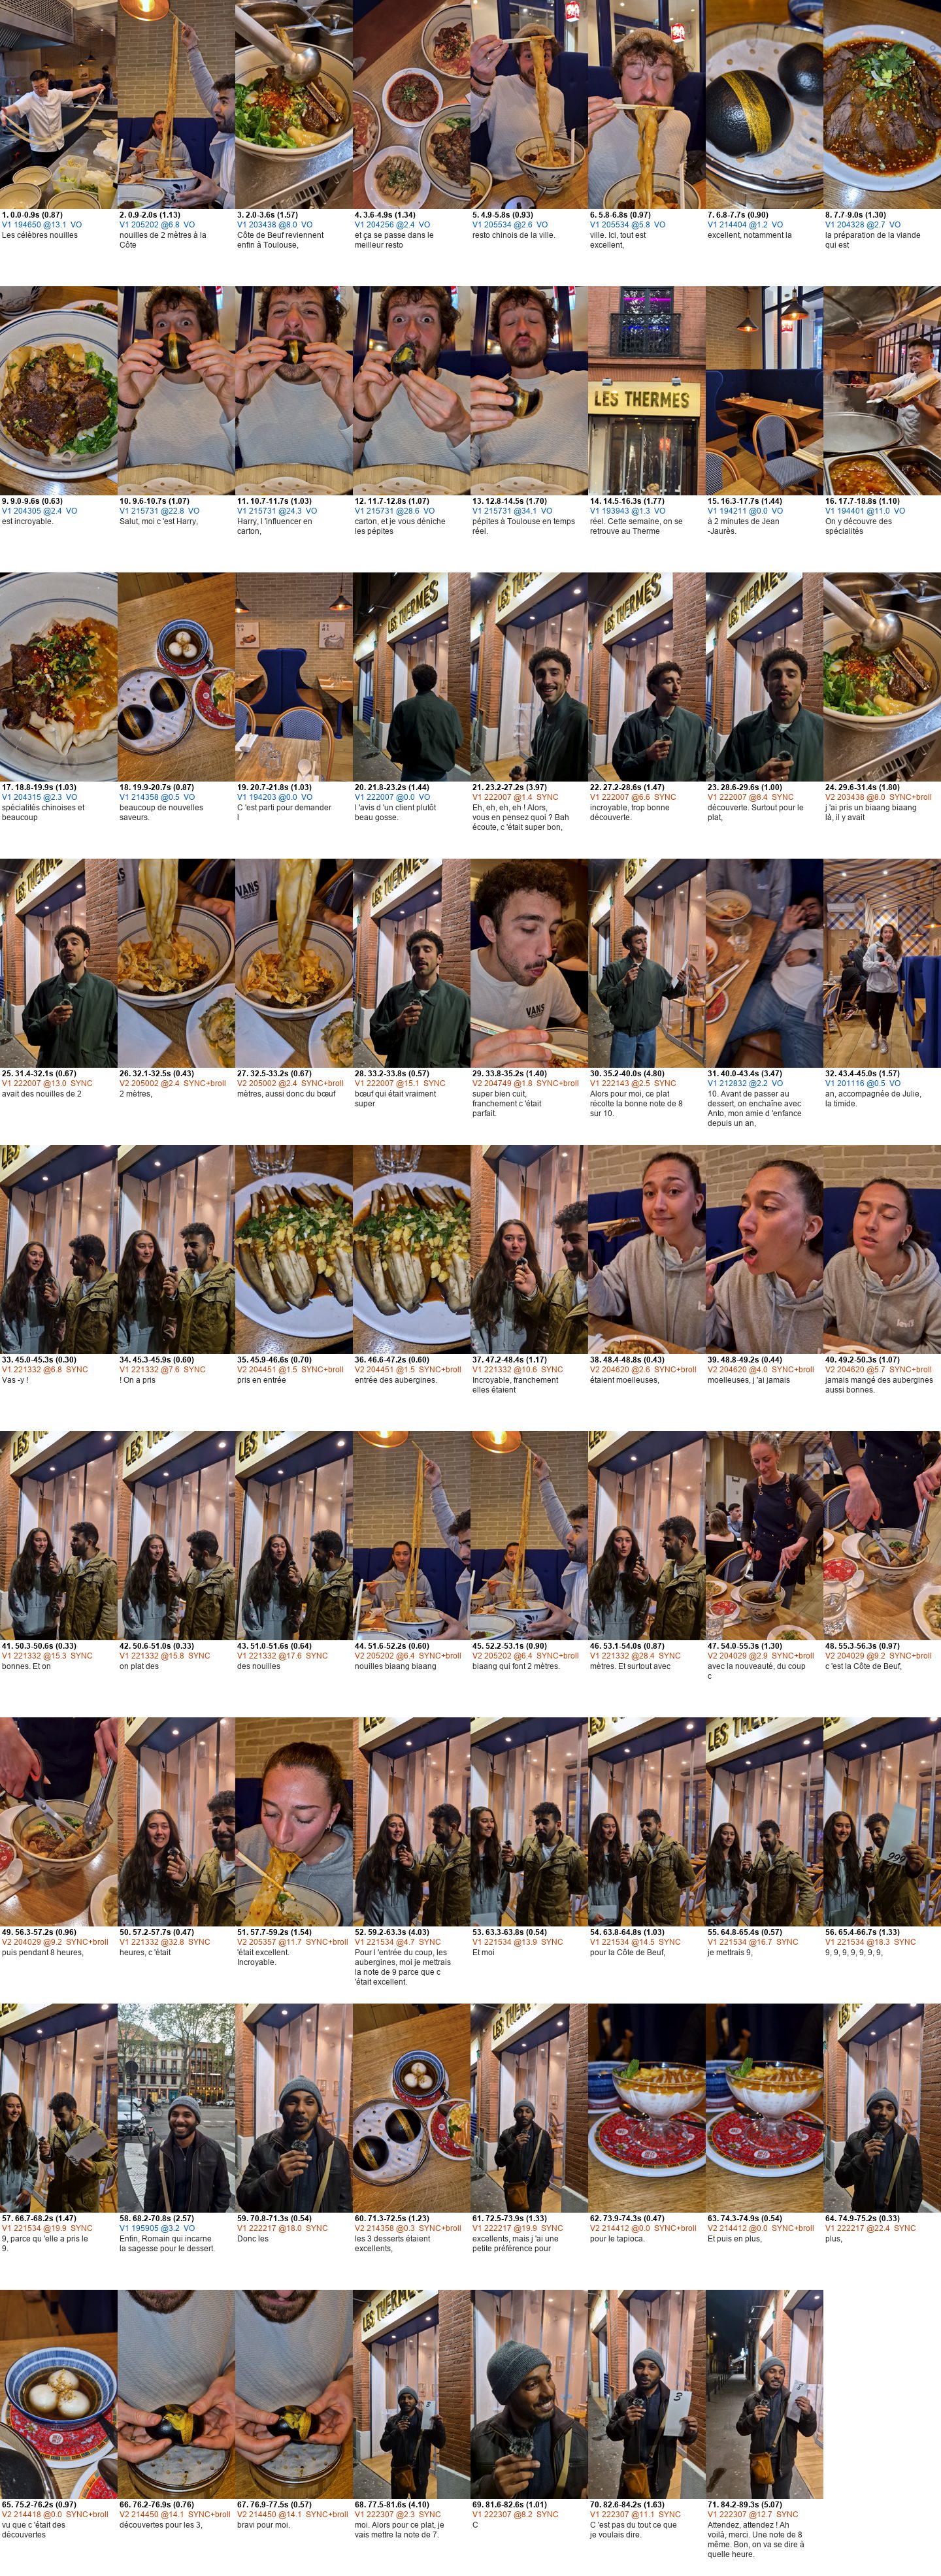 LES THERMES
LES THERMES
LES THERMES
LES THERMES
LES THERMES
1. 0.0-0.9s (0.87)
V1 194650 @13.1 VO
Les célèbres nouilles
2. 0.9-2.0s (1.13)
V1 205202 @6.8 VO
nouilles de 2 mètres à la
Côte
3. 2.0-3.6s (1.57)
V1 203438 @8.0 VO
Côte de Beuf reviennent
enfin à Toulouse,
4. 3.6-4.9s (1.34)
V1 204256 @2.4 VO
et ça se passe dans le
meilleur resto
5. 4.9-5.8s (0.93)
V1 205534 @2.6 VO
resto chinois de la ville.
6. 5.8-6.8s (0.97)
V1 205534 @5.8 VO
ville. Ici, tout est
excellent,
7. 6.8-7.7s (0.90)
V1 214404 @1.2 VO
excellent, notamment la
8. 7.7-9.0s (1.30)
V1 204328 @2.7 VO
la préparation de la viande
qui est
9. 9.0-9.6s (0.63)
V1 204305 @2.4 VO
est incroyable.
10. 9.6-10.7s (1.07)
V1 215731 @22.8 VO
Salut, moi c 'est Harry,
11. 10.7-11.7s (1.03)
V1 215731 @24.3 VO
Harry, l 'influencer en
carton,
12. 11.7-12.8s (1.07)
V1 215731 @28.6 VO
carton, et je vous déniche
les pépites
13. 12.8-14.5s (1.70)
V1 215731 @34.1 VO
pépites à Toulouse en temps
réel.
14. 14.5-16.3s (1.77)
V1 193943 @1.3 VO
réel. Cette semaine, on se
retrouve au Therme
15. 16.3-17.7s (1.44)
V1 194211 @0.0 VO
à 2 minutes de Jean
-Jaurès.
16. 17.7-18.8s (1.10)
V1 194401 @11.0 VO
On y découvre des
spécialités
17. 18.8-19.9s (1.03)
V1 204315 @2.3 VO
spécialités chinoises et
beaucoup
18. 19.9-20.7s (0.87)
V1 214358 @0.5 VO
beaucoup de nouvelles
saveurs.
19. 20.7-21.8s (1.03)
V1 194203 @0.0 VO
C 'est parti pour demander
l
20. 21.8-23.2s (1.44)
V1 222007 @0.0 VO
l 'avis d 'un client plutôt
beau gosse.
21. 23.2-27.2s (3.97)
V1 222007 @1.4 SYNC
Eh, eh, eh, eh ! Alors,
vous en pensez quoi ? Bah
écoute, c 'était super bon,
22. 27.2-28.6s (1.47)
V1 222007 @6.6 SYNC
incroyable, trop bonne
découverte.
23. 28.6-29.6s (1.00)
V1 222007 @8.4 SYNC
découverte. Surtout pour le
plat,
24. 29.6-31.4s (1.80)
V2 203438 @8.0 SYNC+broll
j 'ai pris un biaang biaang
là, il y avait
25. 31.4-32.1s (0.67)
V1 222007 @13.0 SYNC
avait des nouilles de 2
26. 32.1-32.5s (0.43)
V2 205002 @2.4 SYNC+broll
2 mètres,
27. 32.5-33.2s (0.67)
V2 205002 @2.4 SYNC+broll
mètres, aussi donc du bœuf
28. 33.2-33.8s (0.57)
V1 222007 @15.1 SYNC
bœuf qui était vraiment
super
29. 33.8-35.2s (1.40)
V2 204749 @1.8 SYNC+broll
super bien cuit,
franchement c 'était
parfait.
30. 35.2-40.0s (4.80)
V1 222143 @2.5 SYNC
Alors pour moi, ce plat
récolte la bonne note de 8
sur 10.
31. 40.0-43.4s (3.47)
V1 212832 @2.2 VO
10. Avant de passer au
dessert, on enchaîne avec
Anto, mon amie d 'enfance
depuis un an,
32. 43.4-45.0s (1.57)
V1 201116 @0.5 VO
an, accompagnée de Julie,
la timide.
33. 45.0-45.3s (0.30)
V1 221332 @6.8 SYNC
Vas -y !
34. 45.3-45.9s (0.60)
V1 221332 @7.6 SYNC
! On a pris
35. 45.9-46.6s (0.70)
V2 204451 @1.5 SYNC+broll
pris en entrée
36. 46.6-47.2s (0.60)
V2 204451 @1.5 SYNC+broll
entrée des aubergines.
37. 47.2-48.4s (1.17)
V1 221332 @10.6 SYNC
Incroyable, franchement
elles étaient
38. 48.4-48.8s (0.43)
V2 204620 @2.6 SYNC+broll
étaient moelleuses,
39. 48.8-49.2s (0.44)
V2 204620 @4.0 SYNC+broll
moelleuses, j 'ai jamais
40. 49.2-50.3s (1.07)
V2 204620 @5.7 SYNC+broll
jamais mangé des aubergines
aussi bonnes.
41. 50.3-50.6s (0.33)
V1 221332 @15.3 SYNC
bonnes. Et on
42. 50.6-51.0s (0.33)
V1 221332 @15.8 SYNC
on plat des
43. 51.0-51.6s (0.64)
V1 221332 @17.6 SYNC
des nouilles
44. 51.6-52.2s (0.60)
V2 205202 @6.4 SYNC+broll
nouilles biaang biaang
45. 52.2-53.1s (0.90)
V2 205202 @6.4 SYNC+broll
biaang qui font 2 mètres.
46. 53.1-54.0s (0.87)
V1 221332 @28.4 SYNC
mètres. Et surtout avec
47. 54.0-55.3s (1.30)
V2 204029 @2.9 SYNC+broll
avec la nouveauté, du coup
c
48. 55.3-56.3s (0.97)
V2 204029 @9.2 SYNC+broll
c 'est la Côte de Beuf,
49. 56.3-57.2s (0.96)
V2 204029 @9.2 SYNC+broll
puis pendant 8 heures,
50. 57.2-57.7s (0.47)
V1 221332 @32.8 SYNC
heures, c 'était
51. 57.7-59.2s (1.54)
V2 205357 @11.7 SYNC+broll
'était excellent.
Incroyable.
52. 59.2-63.3s (4.03)
V1 221534 @4.7 SYNC
Pour l 'entrée du coup, les
aubergines, moi je mettrais
la note de 9 parce que c
'était excellent.
53. 63.3-63.8s (0.54)
V1 221534 @13.9 SYNC
Et moi
54. 63.8-64.8s (1.03)
V1 221534 @14.5 SYNC
pour la Côte de Beuf,
55. 64.8-65.4s (0.57)
V1 221534 @16.7 SYNC
je mettrais 9,
56. 65.4-66.7s (1.33)
V1 221534 @18.3 SYNC
9, 9, 9, 9, 9, 9, 9,
57. 66.7-68.2s (1.47)
V1 221534 @19.9 SYNC
9, parce qu 'elle a pris le
9.
58. 68.2-70.8s (2.57)
V1 195905 @3.2 VO
Enfin, Romain qui incarne
la sagesse pour le dessert.
59. 70.8-71.3s (0.54)
V1 222217 @18.0 SYNC
Donc les
60. 71.3-72.5s (1.23)
V2 214358 @0.3 SYNC+broll
les 3 desserts étaient
excellents,
61. 72.5-73.9s (1.33)
V1 222217 @19.9 SYNC
excellents, mais j 'ai une
petite préférence pour
62. 73.9-74.3s (0.47)
V2 214412 @0.0 SYNC+broll
pour le tapioca.
63. 74.3-74.9s (0.54)
V2 214412 @0.0 SYNC+broll
Et puis en plus,
64. 74.9-75.2s (0.33)
V1 222217 @22.4 SYNC
plus,
65. 75.2-76.2s (0.97)
V2 214418 @0.0 SYNC+broll
vu que c 'était des
découvertes
66. 76.2-76.9s (0.76)
V2 214450 @14.1 SYNC+broll
découvertes pour les 3,
67. 76.9-77.5s (0.57)
V2 214450 @14.1 SYNC+broll
bravi pour moi.
68. 77.5-81.6s (4.10)
V1 222307 @2.3 SYNC
moi. Alors pour ce plat, je
vais mettre la note de 7.
69. 81.6-82.6s (1.01)
V1 222307 @8.2 SYNC
C
70. 82.6-84.2s (1.63)
V1 222307 @11.1 SYNC
C 'est pas du tout ce que
je voulais dire.
71. 84.2-89.3s (5.07)
V1 222307 @12.7 SYNC
Attendez, attendez ! Ah
voilà, merci. Une note de 8
même. Bon, on va se dire à
quelle heure.